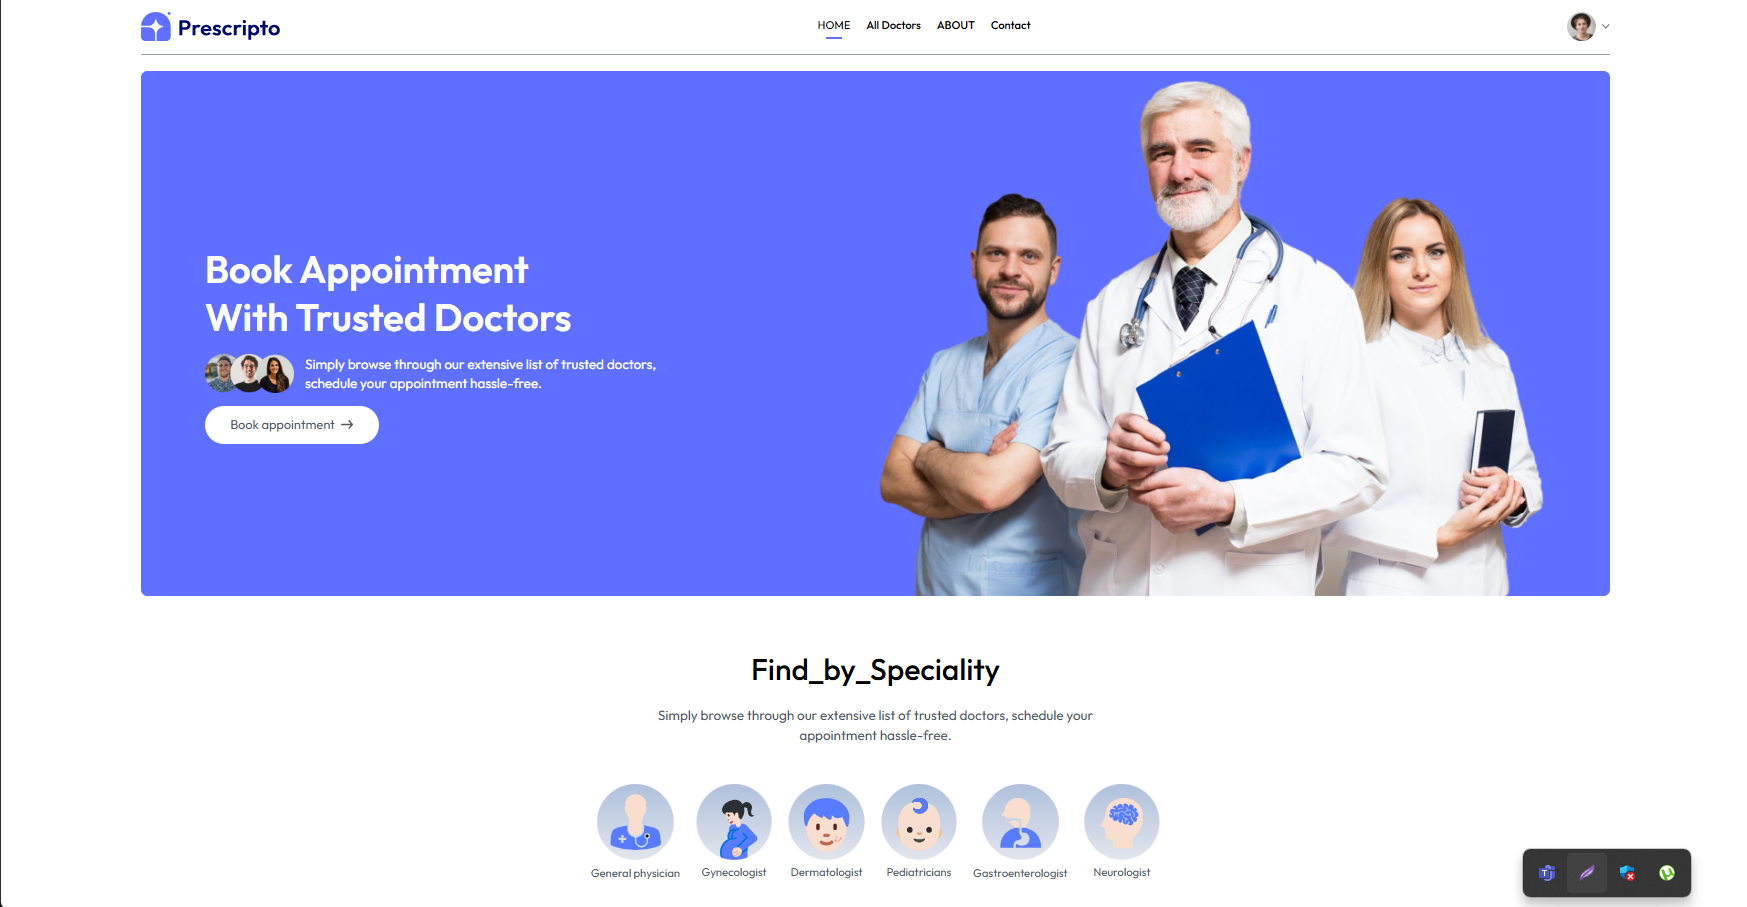 Prescripto
HOME All Doctors ABOUT Contact
Book Appointment
With Trusted Doctors
Simply browse through our extensive list of trusted doctors,
schedule your appointment hassle-free.
Book appointment →
Find_by_Speciality
Simply browse through our extensive list of trusted doctors, schedule your
appointment hassle-free.
General physician Gynecologist Dermatologist Pediatricians Gastroenterologist Neurologist